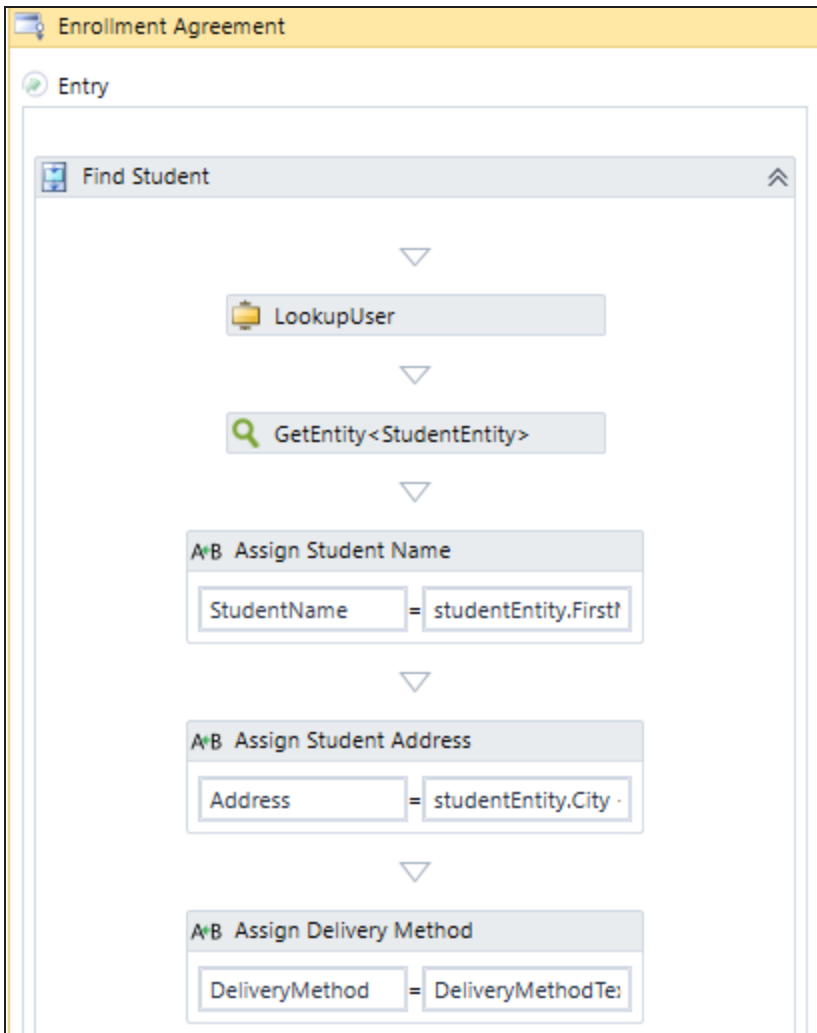 Enrollment Agreement
Entry
Find Student
LookupUser
GetEntity<StudentEntity>
A+B Assign Student Name
StudentName = studentEntity.First
A+B Assign Student Address
Address = studentEntity.City
A+B Assign Delivery Method
DeliveryMethod = DeliveryMethodTe